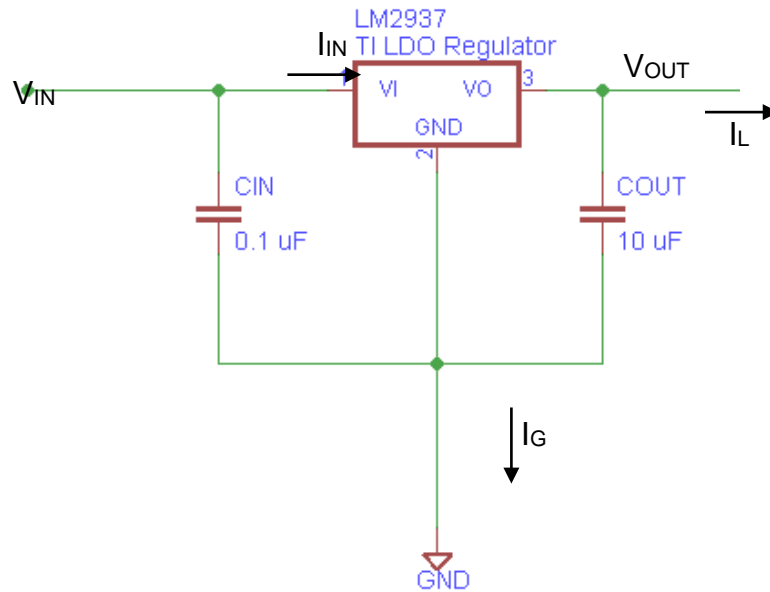 LM2937
TI LDO Regulator
IIN
VIN
1
VI
VO
3
GND
2
VOUT
IL
CIN
0.1 uF
COUT
10 uF
IG
GND